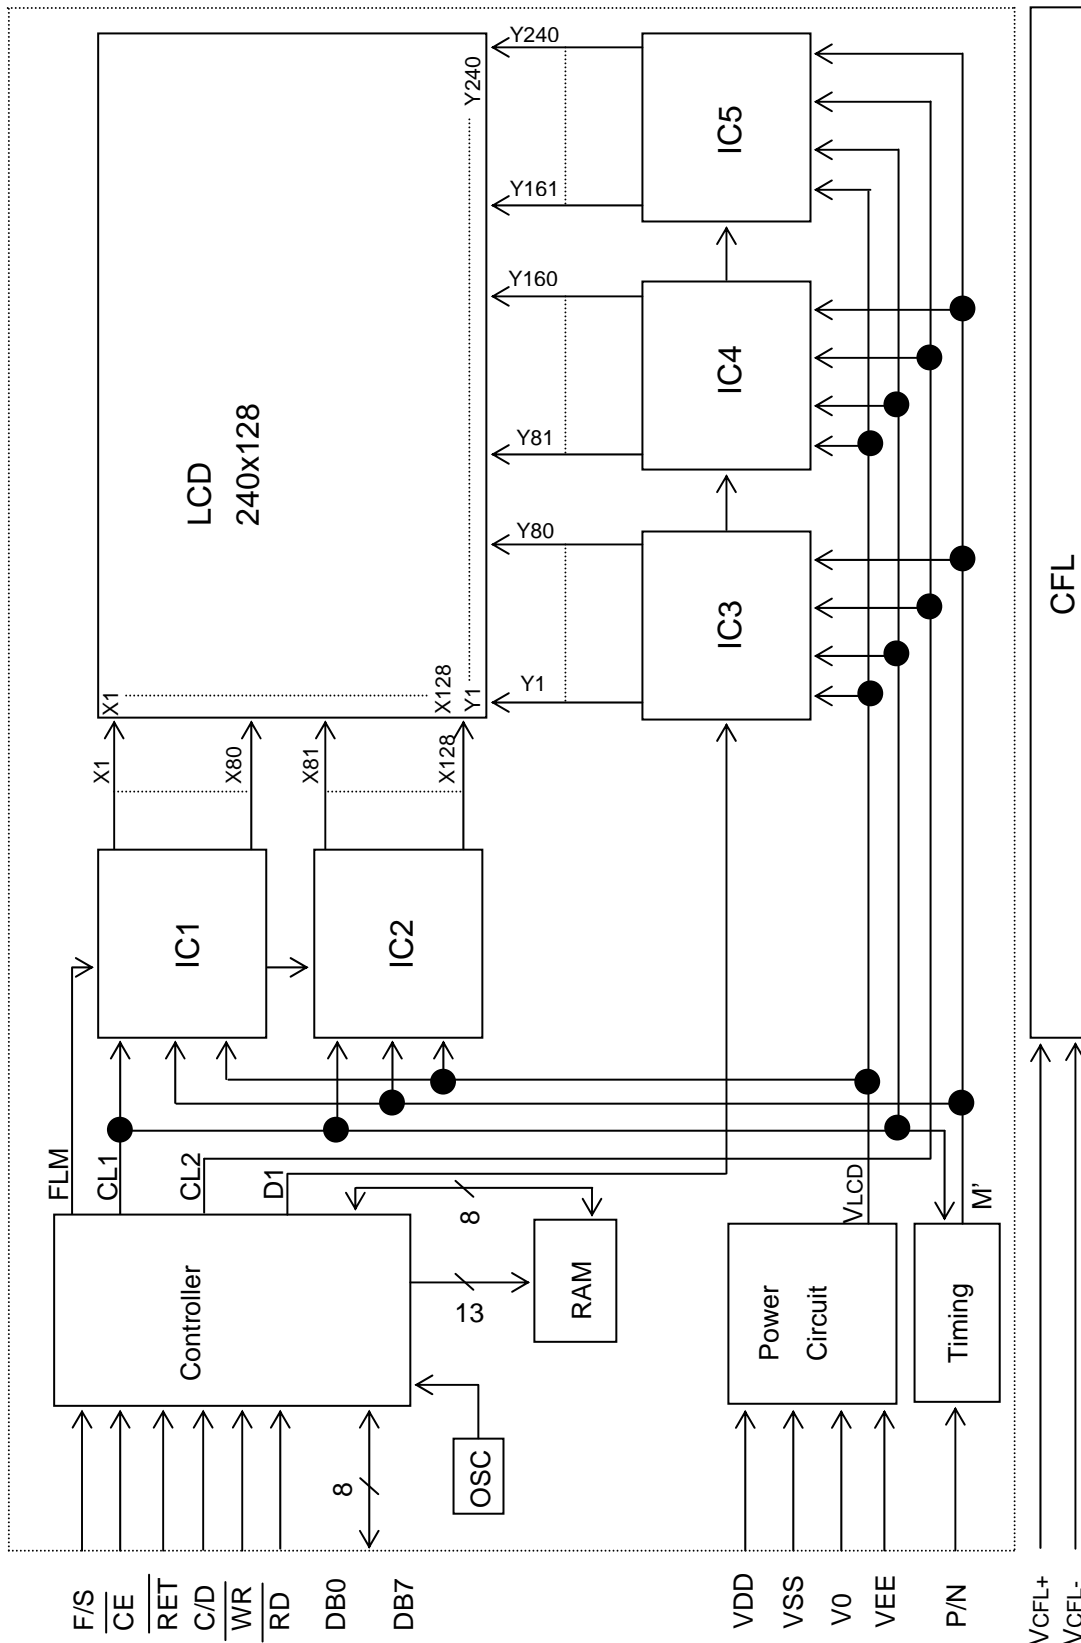 F/S
CE
RET
C/D
WR
RD
DB0
DB7
8
OSC
Controller
FLM
CL1
CL2
D1
13
8
RAM
IC1
IC2
X1
X80
X81
X128
X1
X128
Y1
Y240
LCD
240x128
Y1
Y80
Y81
Y160
Y161
Y240
IC3
IC4
IC5
VDD
VSS
V0
VEE
P/N
Power
Circuit
Timing
VLCD
M'
VCFL+
VCFL-
CFL